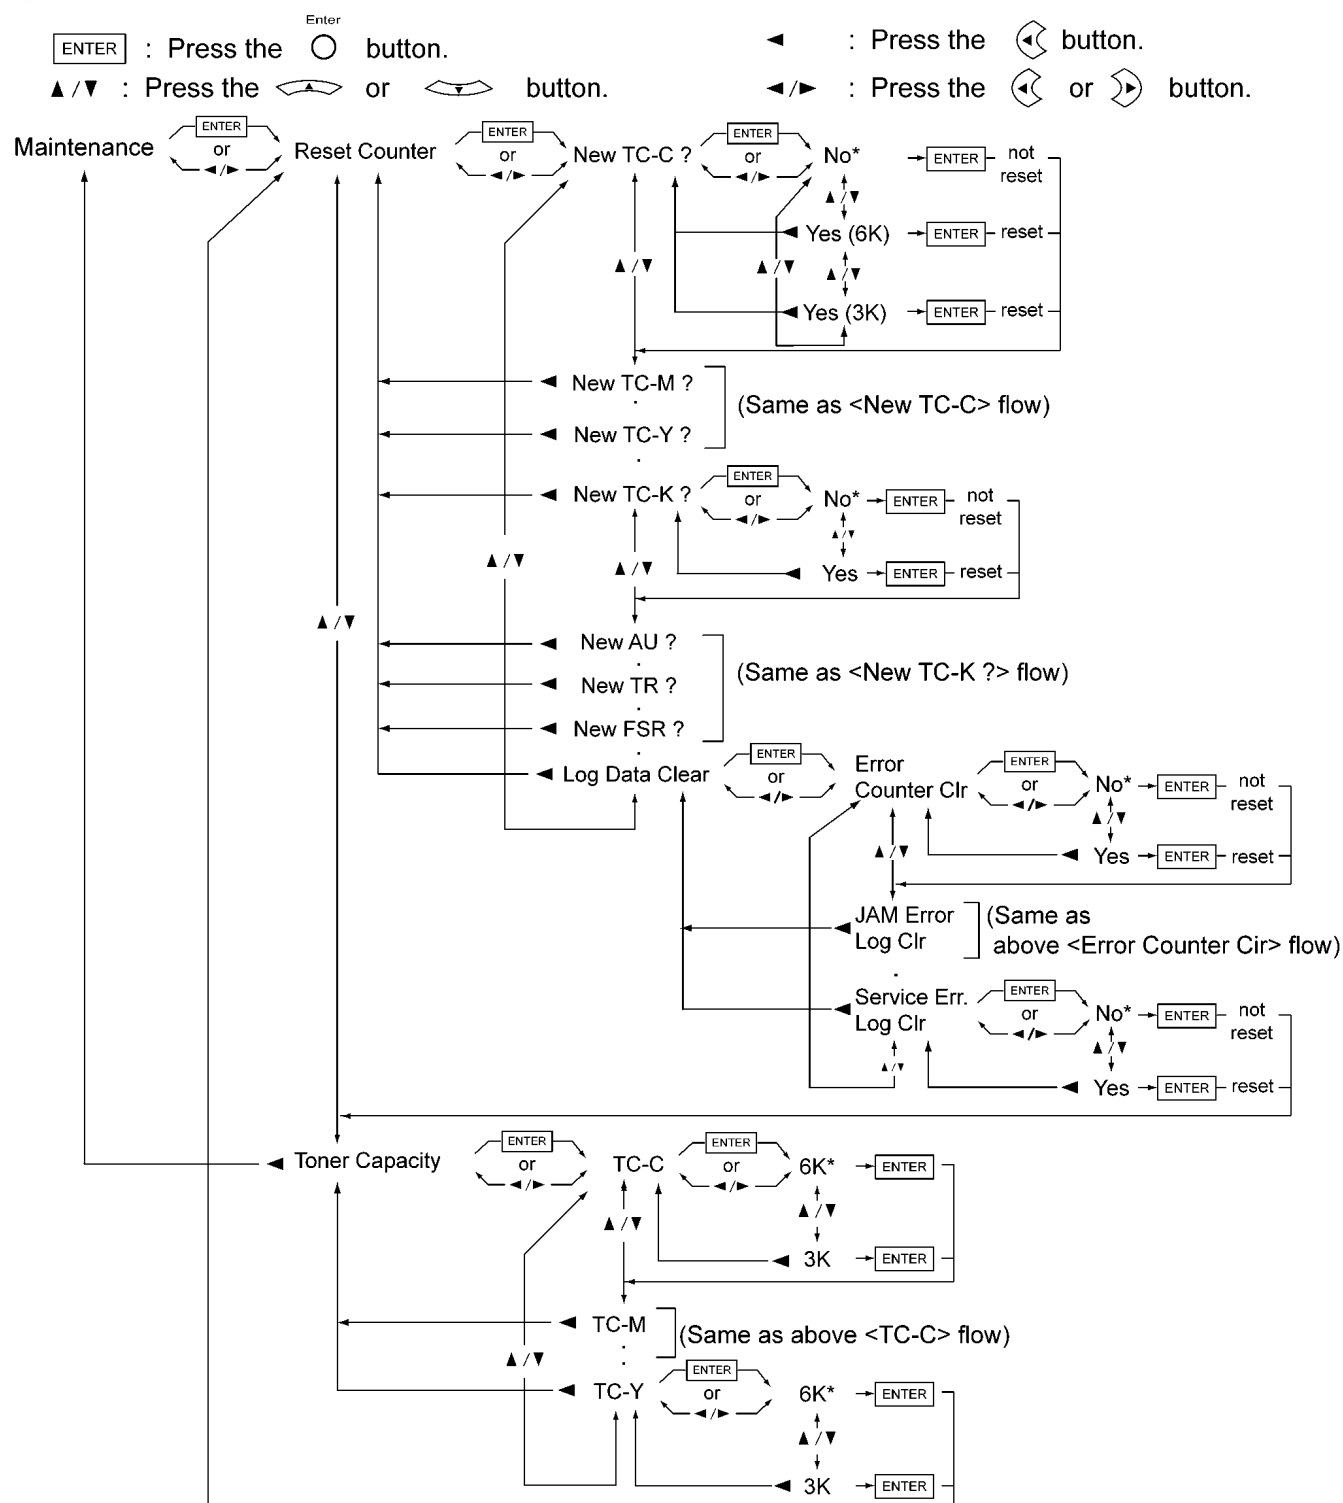 Enter
ENTER : Press the button.
◄ : Press the button.
▲/▼ : Press the or button.
◄/► : Press the or button.
Maintenance ENTER or ◄/► Reset Counter ENTER or ◄/► New TC-C ? ENTER or ◄/► No* ENTER not reset
▲/▼
◄ Yes (6K) ENTER reset
▲/▼ ▲/▼ ▲/▼
◄ Yes (3K) ENTER reset
◄ New TC-M ?
(Same as <New TC-C> flow)
◄ New TC-Y ?
◄ New TC-K ? ENTER or ◄/► No* ENTER not reset
▲/▼
▲/▼ ▲/▼
◄ Yes ENTER reset
▲/▼
◄ New AU ?
(Same as <New TC-K ?> flow)
◄ New TR ?
◄ New FSR ?
◄ Log Data Clear ENTER or ◄/► Error Counter Clr ENTER or ◄/► No* ENTER not reset
▲/▼
▲/▼
◄ Yes ENTER reset
◄ JAM Error Log Clr
(Same as
above <Error Counter Cir> flow)
◄ Service Err. Log Clr ENTER or ◄/► No* ENTER not reset
▲/▼
▲/▼
◄ Yes ENTER reset
◄ Toner Capacity ENTER or ◄/► TC-C ENTER or ◄/► 6K* ENTER
▲/▼ ▲/▼
◄ 3K ENTER
◄ TC-M
(Same as above <TC-C> flow)
▲/▼
◄ TC-Y ENTER or ◄/► 6K* ENTER
▲/▼
◄ 3K ENTER